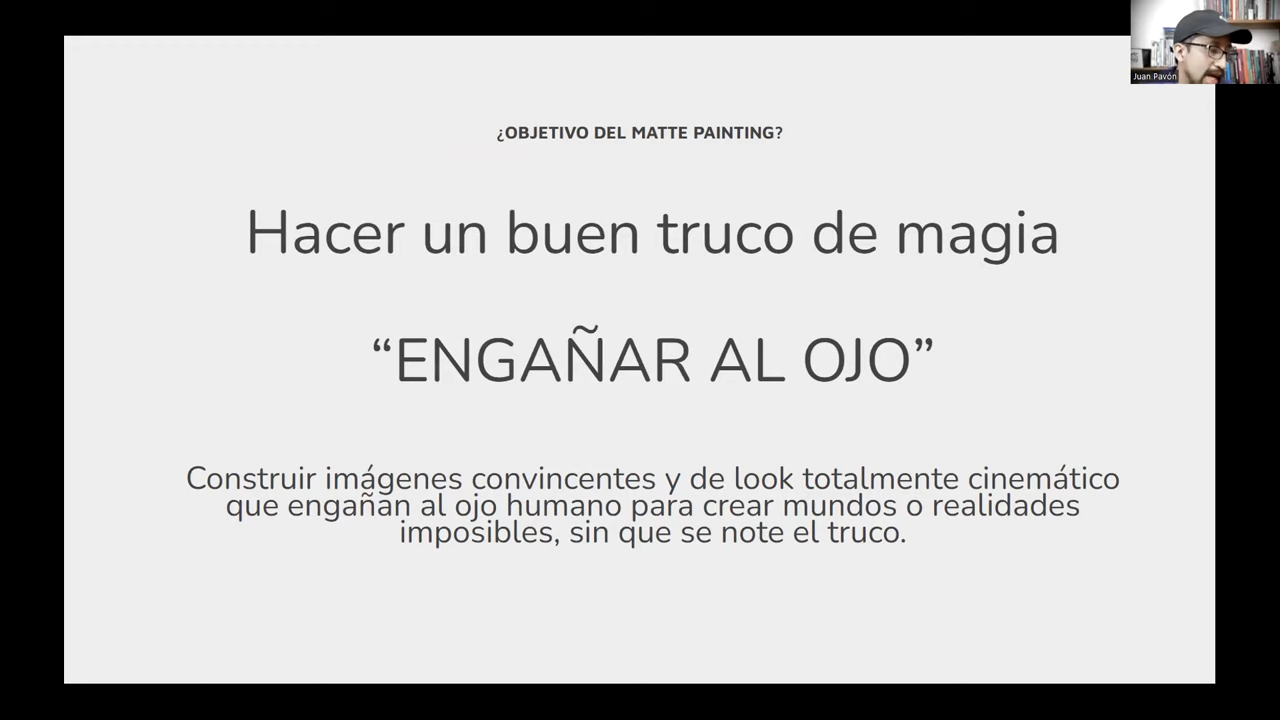 Juan Pavón
¿OBJETIVO DEL MATTE PAINTING?
Hacer un buen truco de magia
“ENGAÑAR AL OJO”
Construir imágenes convincentes y de look totalmente cinemático
que engañan al ojo humano para crear mundos o realidades
imposibles, sin que se note el truco.